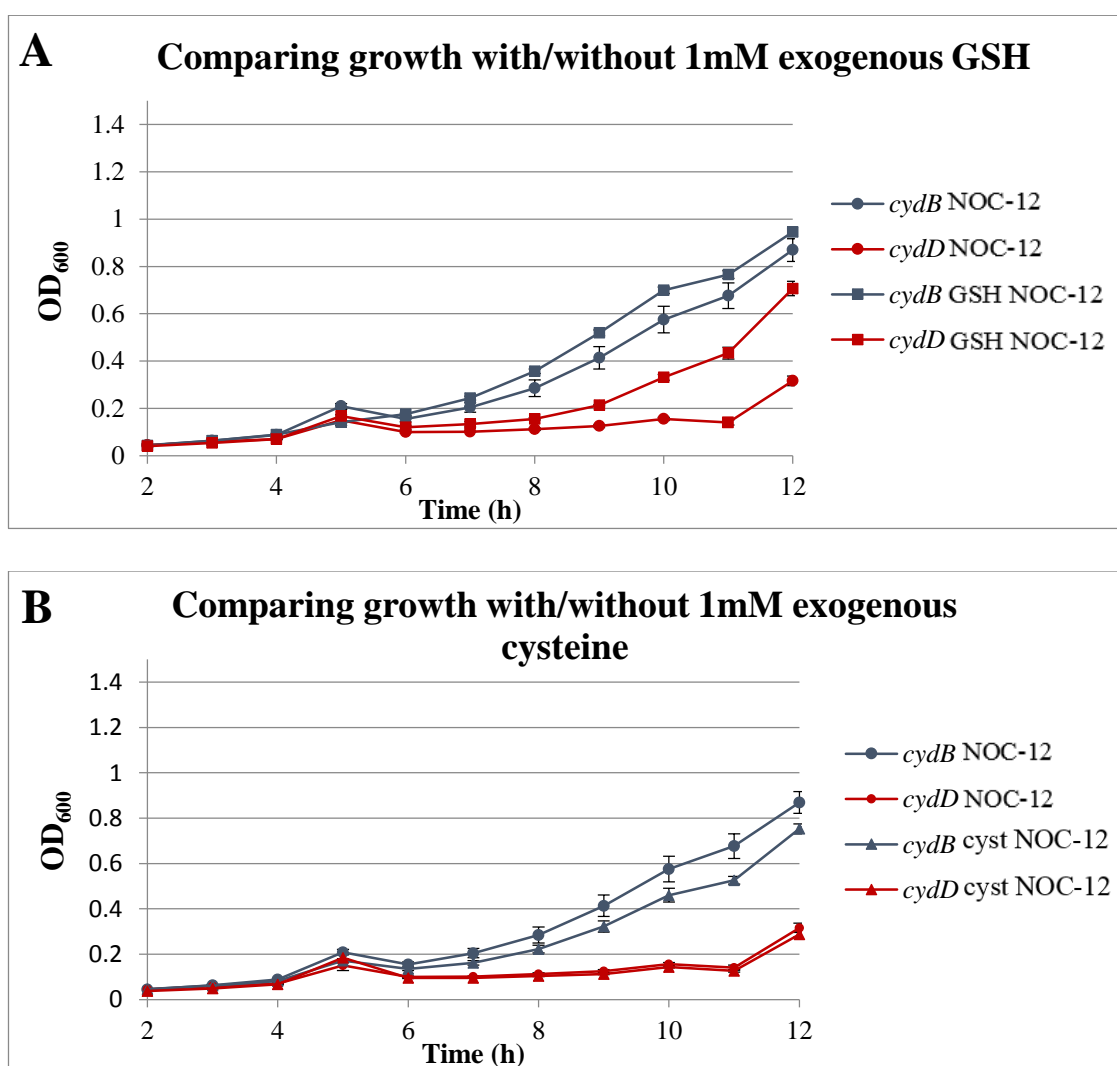 A
Comparing growth with/without 1mM exogenous GSH
1.4
1.2
1
0.8
0.6
0.4
0.2
0
OD600
2 4 6 8 10 12
Time (h)
cydB NOC-12
cydD NOC-12
cydB GSH NOC-12
cydD GSH NOC-12
B
Comparing growth with/without 1mM exogenous
cysteine
1.4
1.2
1
0.8
0.6
0.4
0.2
0
OD600
2 4 6 8 10 12
Time (h)
cydB NOC-12
cydD NOC-12
cydB cyst NOC-12
cydD cyst NOC-12